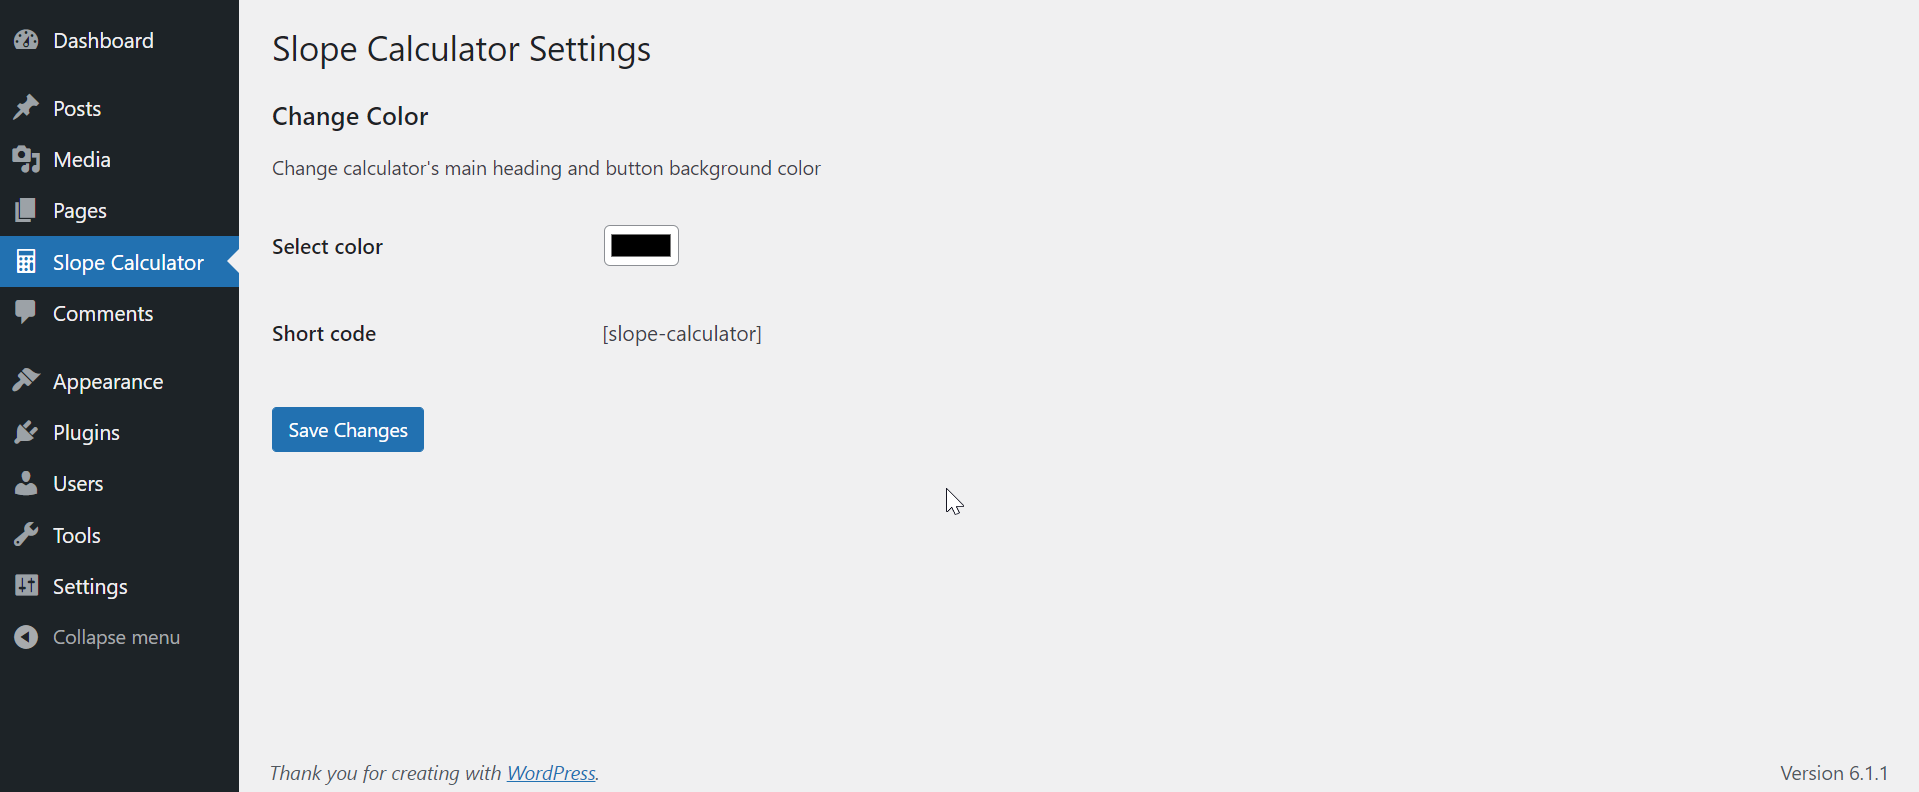 Dashboard
Posts
Media
Pages
Slope Calculator
Comments
Appearance
Plugins
Users
Tools
Settings
Collapse menu
Slope Calculator Settings
Change Color
Change calculator's main heading and button background color
Select color
Short code [slope-calculator]
Save Changes
Thank you for creating with WordPress. Version 6.1.1